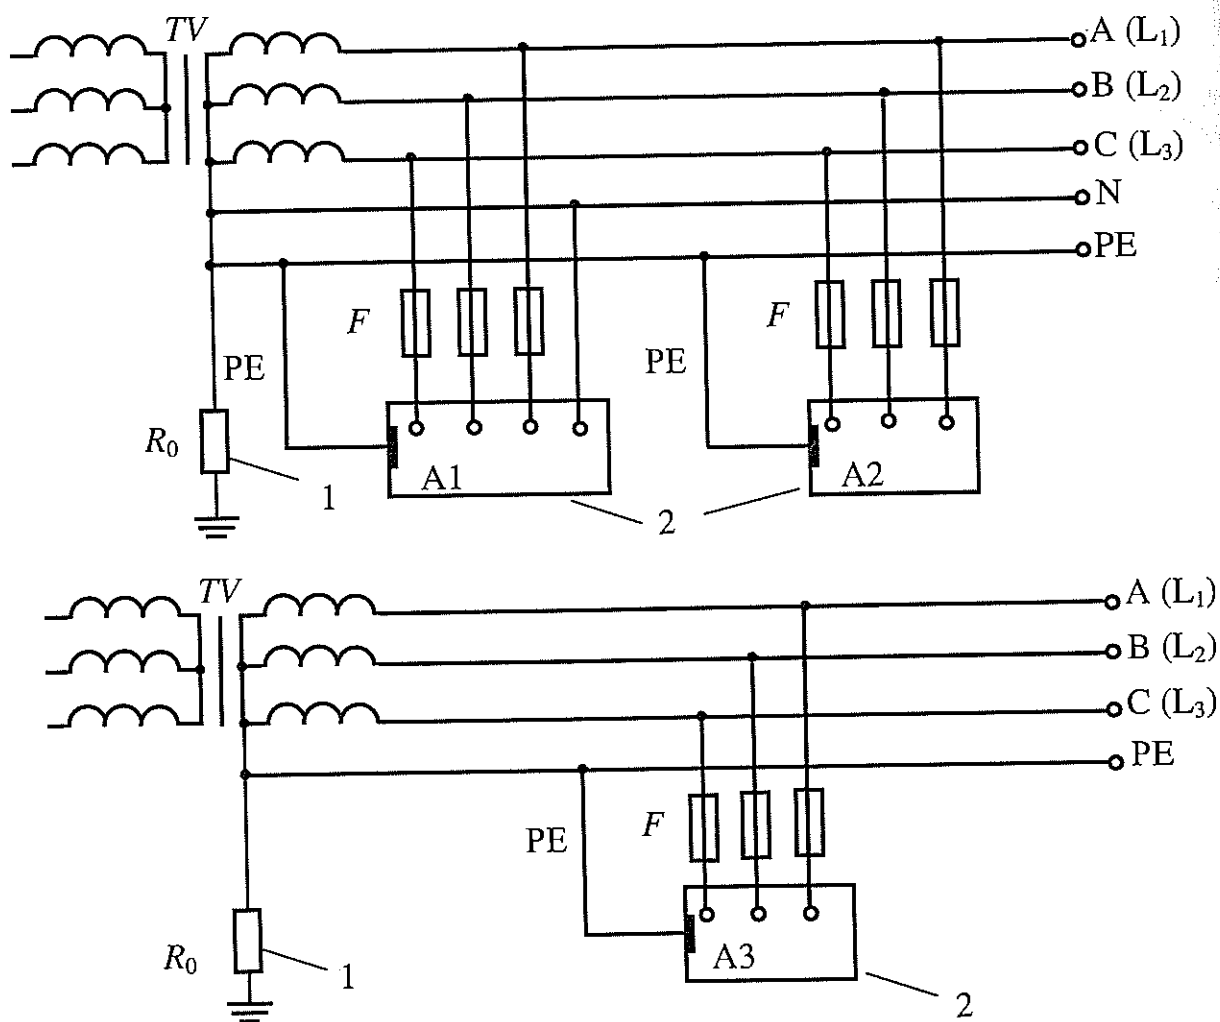 TV
A (L₁)
B (L₂)
C (L₃)
N
PE
F
F
PE
PE
R₀
1
A1
A2
2
TV
A (L₁)
B (L₂)
C (L₃)
PE
F
PE
R₀
1
A3
2